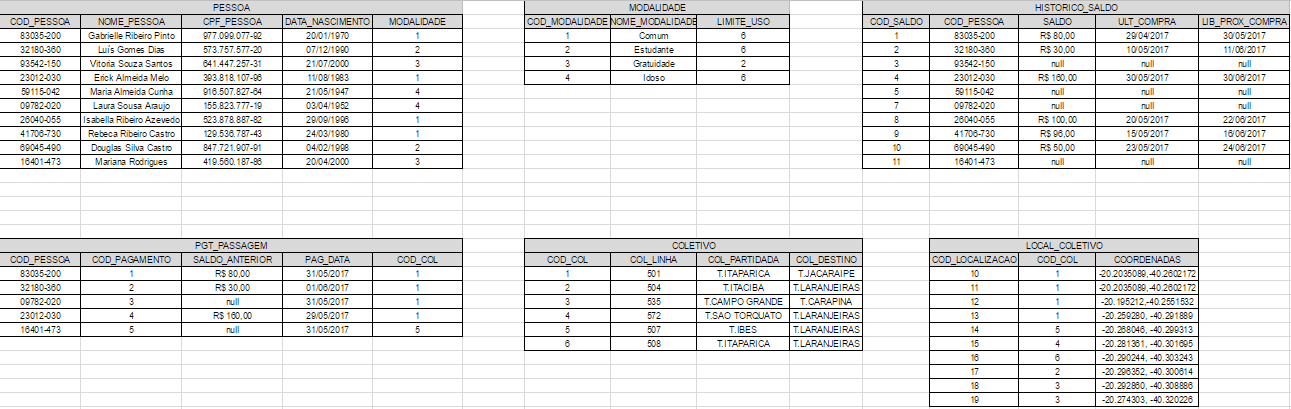 PESSOA
COD_PESSOA NOME_PESSOA CPF_PESSOA DATA_NASCIMENTO MODALIDADE
83035-200 Gabrielle Ribeiro Pinto 977.099.077-92 20/01/1970 1
32180-360 Luís Gomes Dias 573.757.577-20 07/12/1990 2
93542-150 Vitoria Souza Santos 641.447.257-31 21/07/2000 3
23012-030 Erick Almeida Melo 393.818.107-96 11/08/1983 1
59115-042 Maria Almeida Cunha 916.507.827-64 21/05/1947 4
09782-020 Laura Sousa Araujo 155.823.777-19 03/04/1952 4
26040-055 Isabella Ribeiro Azevedo 523.878.887-82 29/09/1996 1
41706-730 Rebeca Ribeiro Castro 129.536.787-43 24/03/1980 1
69045-490 Douglas Silva Castro 847.721.907-91 04/02/1998 2
16401-473 Mariana Rodrigues 419.560.187-86 20/04/2000 3
MODALIDADE
COD_MODALIDADE NOME_MODALIDADE LIMITE_USO
1 Comum 6
2 Estudante 6
3 Gratuidade 2
4 Idoso 6
HISTORICO_SALDO
COD_SALDO COD_PESSOA SALDO ULT_COMPRA LIB_PROX_COMPRA
1 83035-200 R$ 80,00 29/04/2017 30/05/2017
2 32180-360 R$ 30,00 10/05/2017 11/06/2017
3 93542-150 null null null
4 23012-030 R$ 160,00 30/05/2017 30/06/2017
5 59115-042 null null null
7 09782-020 null null null
8 26040-055 R$ 100,00 20/05/2017 22/06/2017
9 41706-730 R$ 96,00 15/05/2017 16/06/2017
10 69045-490 R$ 50,00 23/05/2017 24/06/2017
11 16401-473 null null null
PGT_PASSAGEM
COD_PESSOA COD_PAGAMENTO SALDO_ANTERIOR PAG_DATA COD_COL
83035-200 1 R$ 80,00 31/05/2017 1
32180-360 2 R$ 30,00 01/06/2017 1
09782-020 3 null 31/05/2017 1
23012-030 4 R$ 160,00 29/05/2017 1
16401-473 5 null 31/05/2017 5
COLETIVO
COD_COL COD_LINHA COL_PARTIDADA COL_DESTINO
1 501 T.ITAPARICA T.JACARAIPE
2 504 T.ITACIBA T.LARANJEIRAS
3 535 T.CAMPO GRANDE T.CARAPINA
4 572 T.SAO TORQUATO T.LARANJEIRAS
5 507 T.IBES T.LARANJEIRAS
6 508 T.ITAPARICA T.LARANJEIRAS
LOCAL_COLETIVO
COD_LOCALIZACAO COD_COL COORDENADAS
10 1 -20.2035089,-40.2602172
11 1 -20.2035089,-40.2602172
12 1 -20.195212,-40.2551532
13 1 -20.259280, -40.291889
14 5 -20.268046, -40.299313
15 4 -20.281361, -40.301695
16 6 -20.290244, -40.303243
17 2 -20.296352, -40.300614
18 3 -20.292860, -40.308886
19 3 -20.274303, -40.320226